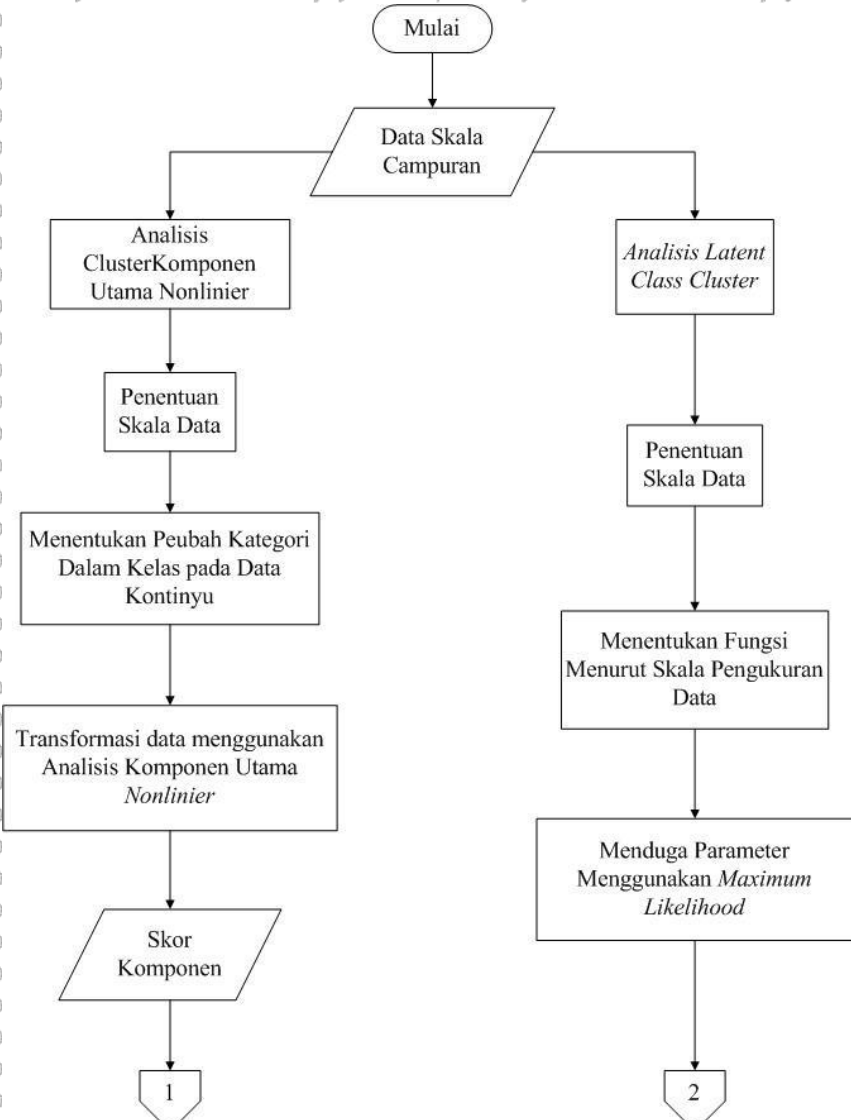 Mulai
Data Skala
Campuran
Analisis
ClusterKomponen
Utama Nonlinier
Penentuan
Skala Data
Menentukan Peubah Kategori
Dalam Kelas pada Data
Kontinyu
Transformasi data menggunakan
Analisis Komponen Utama
Nonlinier
Skor
Komponen
1
Analisis Latent
Class Cluster
Penentuan
Skala Data
Menentukan Fungsi
Menurut Skala Pengukuran
Data
Menduga Parameter
Menggunakan Maximum
Likelihood
2